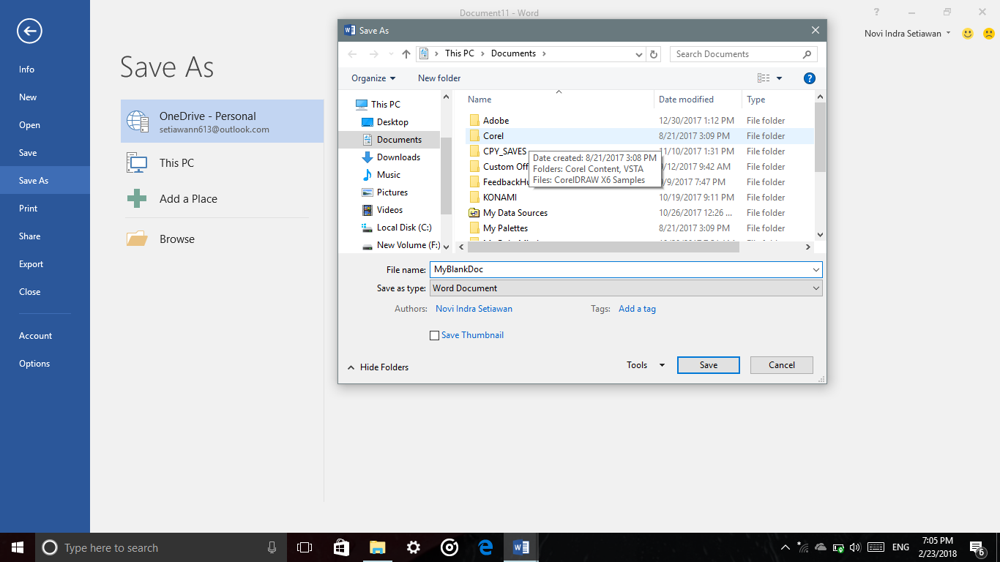 Document11 - Word
Novi Indra Setiawan
Info
New
Open
Save
Save As
Print
Share
Export
Close
Account
Options
Save As
OneDrive - Personal
setiawann613@outlook.com
This PC
Add a Place
Browse
Save As
This PC > Documents >
Search Documents
Organize
New folder
This PC
Desktop
Documents
Downloads
Music
Pictures
Videos
Local Disk (C:)
New Volume (F:)
Name Date modified Type
Adobe 12/30/2017 1:12 PM File folder
Corel 8/21/2017 3:09 PM File folder
CPY_SAVES 11/10/2017 1:31 PM File folder
Custom Off /12/2017 9:42 AM File folder
FeedbackHu /9/2017 7:47 PM File folder
KONAMI 10/19/2017 9:11 PM File folder
My Data Sources 10/26/2017 12:26 ... File folder
My Palettes 8/21/2017 3:09 PM File folder
Date created: 8/21/2017 3:08 PM
Folders: Corel Content, VSTA
Files: CorelDRAW X6 Samples
File name: MyBlankDoc
Save as type: Word Document
Authors: Novi Indra Setiawan Tags: Add a tag
Save Thumbnail
Hide Folders
Tools
Save
Cancel
Type here to search
ENG
7:05 PM
2/23/2018
6